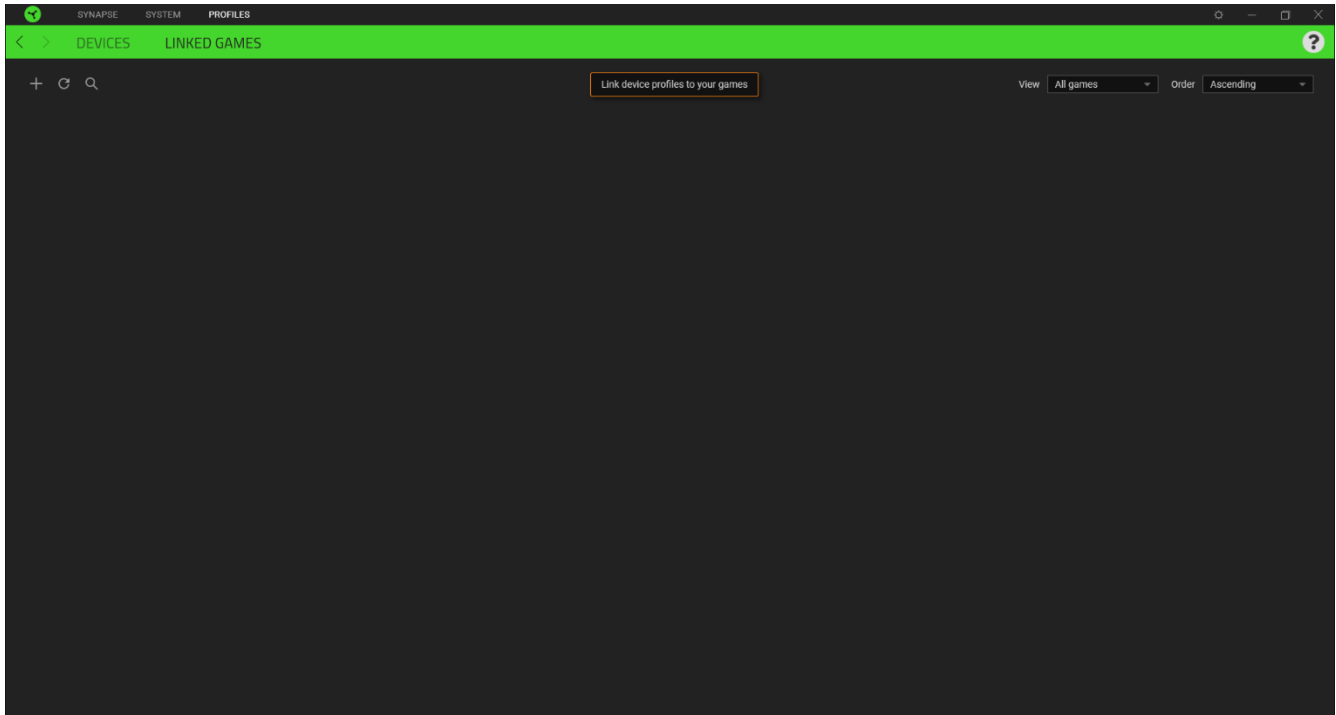 SYNAPSE SYSTEM PROFILES
DEVICES LINKED GAMES ?
Link device profiles to your games View All games Order Ascending